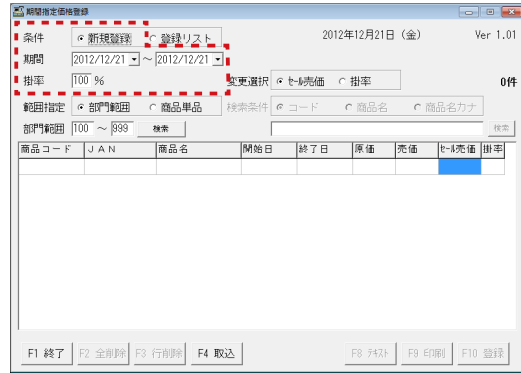 期間指定価格登録
条件 新規登録 登録リスト 2012年12月21日（金） Ver 1.01
期間 2012/12/21 ～ 2012/12/21
掛率 100 % 変更選択 ｾｰﾙ売価 掛率 0件
範囲指定 部門範囲 商品単品 検索条件 コード 商品名 商品名カナ
部門範囲 100 ～ 999 検索 検索
商品コード JAN 商品名 開始日 終了日 原価 売価 ｾｰﾙ売価 掛率
F1 終了 F2 全削除 F3 行削除 F4 取込 F8 ﾃｷｽﾄ F9 印刷 F10 登録